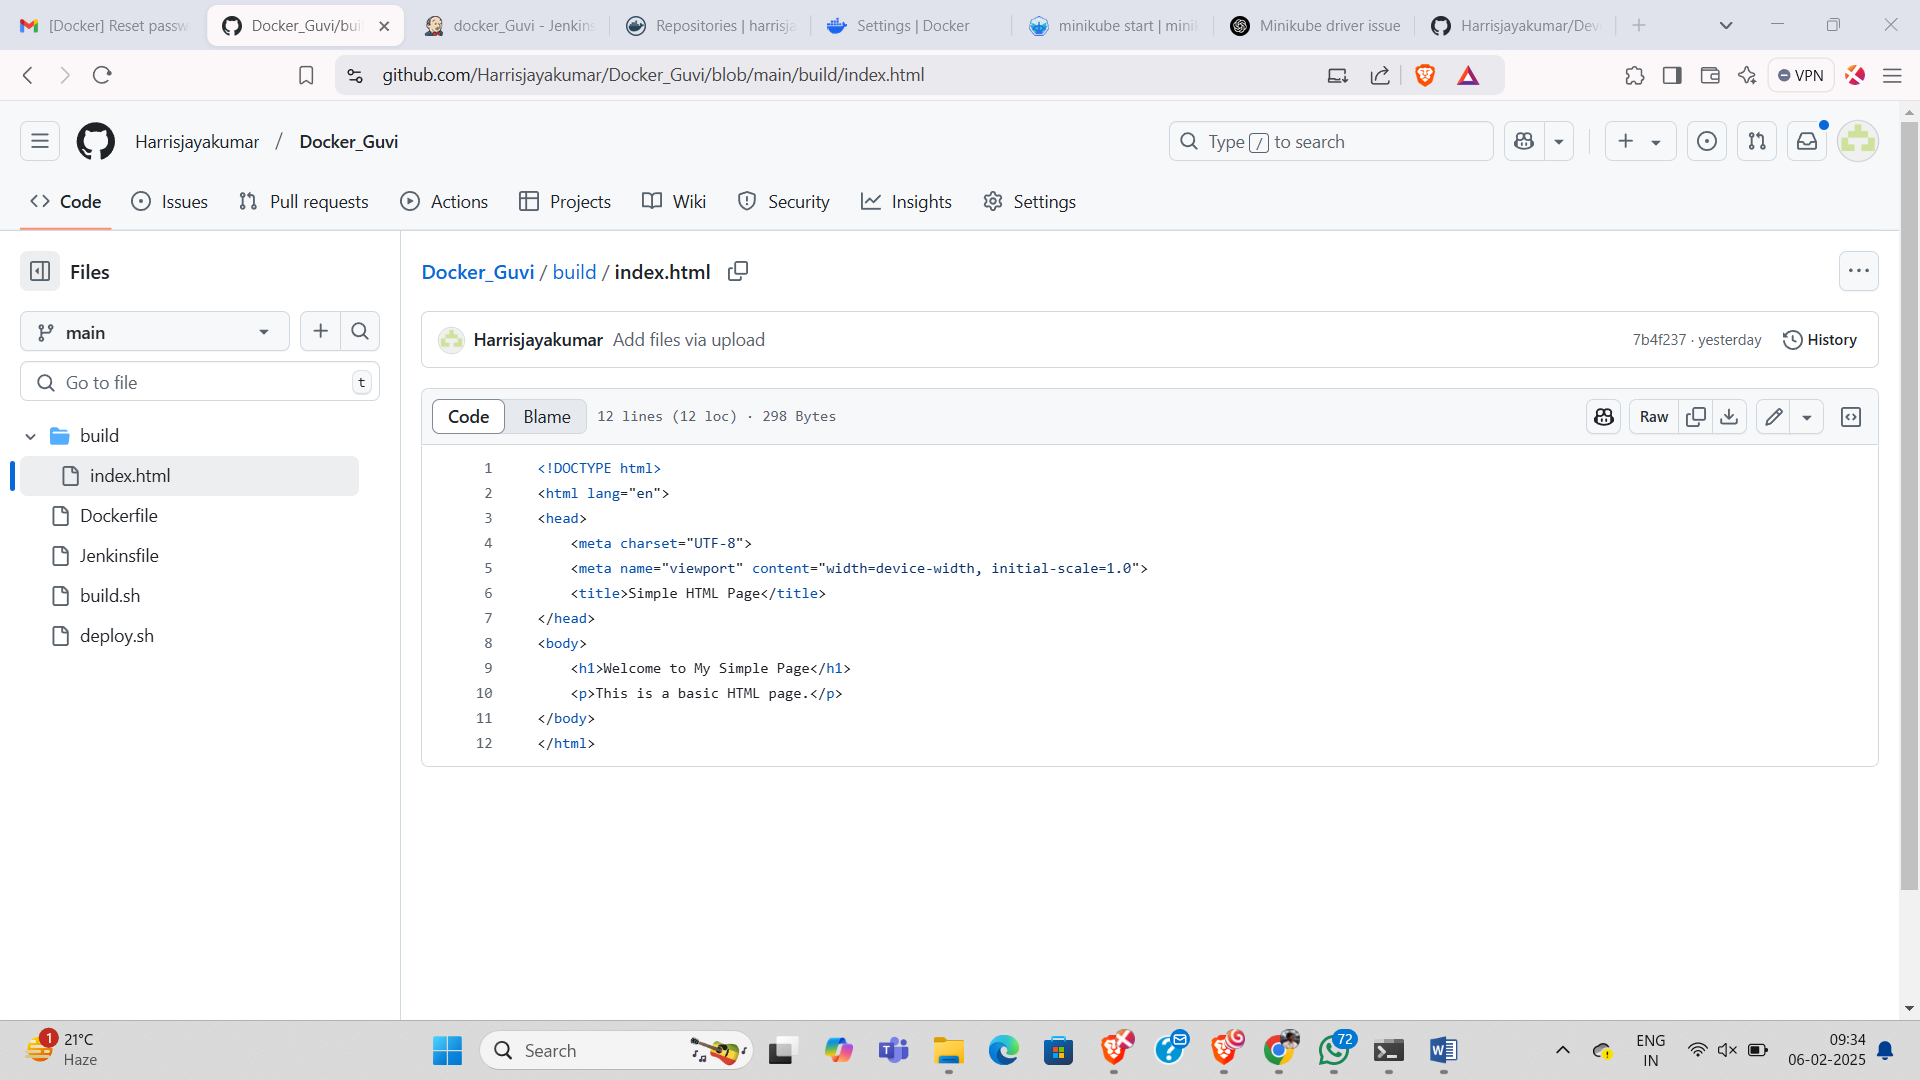 [Docker] Reset passw
Docker_Guvi/bui
docker_Guvi - Jenkins
Repositories | harrisja
Settings | Docker
minikube start | minik
Minikube driver issue
Harrisjayakumar/Dev
github.com/Harrisjayakumar/Docker_Guvi/blob/main/build/index.html
VPN
Harrisjayakumar / Docker_Guvi
Type / to search
Code
Issues
Pull requests
Actions
Projects
Wiki
Security
Insights
Settings
Files
main
Go to file
t
build
index.html
Dockerfile
Jenkinsfile
build.sh
deploy.sh
Docker_Guvi / build / index.html
Harrisjayakumar Add files via upload
7b4f237 · yesterday
History
Code
Blame
12 lines (12 loc) · 298 Bytes
Raw
1 <!DOCTYPE html>
2 <html lang="en">
3 <head>
4 <meta charset="UTF-8">
5 <meta name="viewport" content="width=device-width, initial-scale=1.0">
6 <title>Simple HTML Page</title>
7 </head>
8 <body>
9 <h1>Welcome to My Simple Page</h1>
10 <p>This is a basic HTML page.</p>
11 </body>
12 </html>
1
21°C
Haze
Search
72
ENG
IN
09:34
06-02-2025